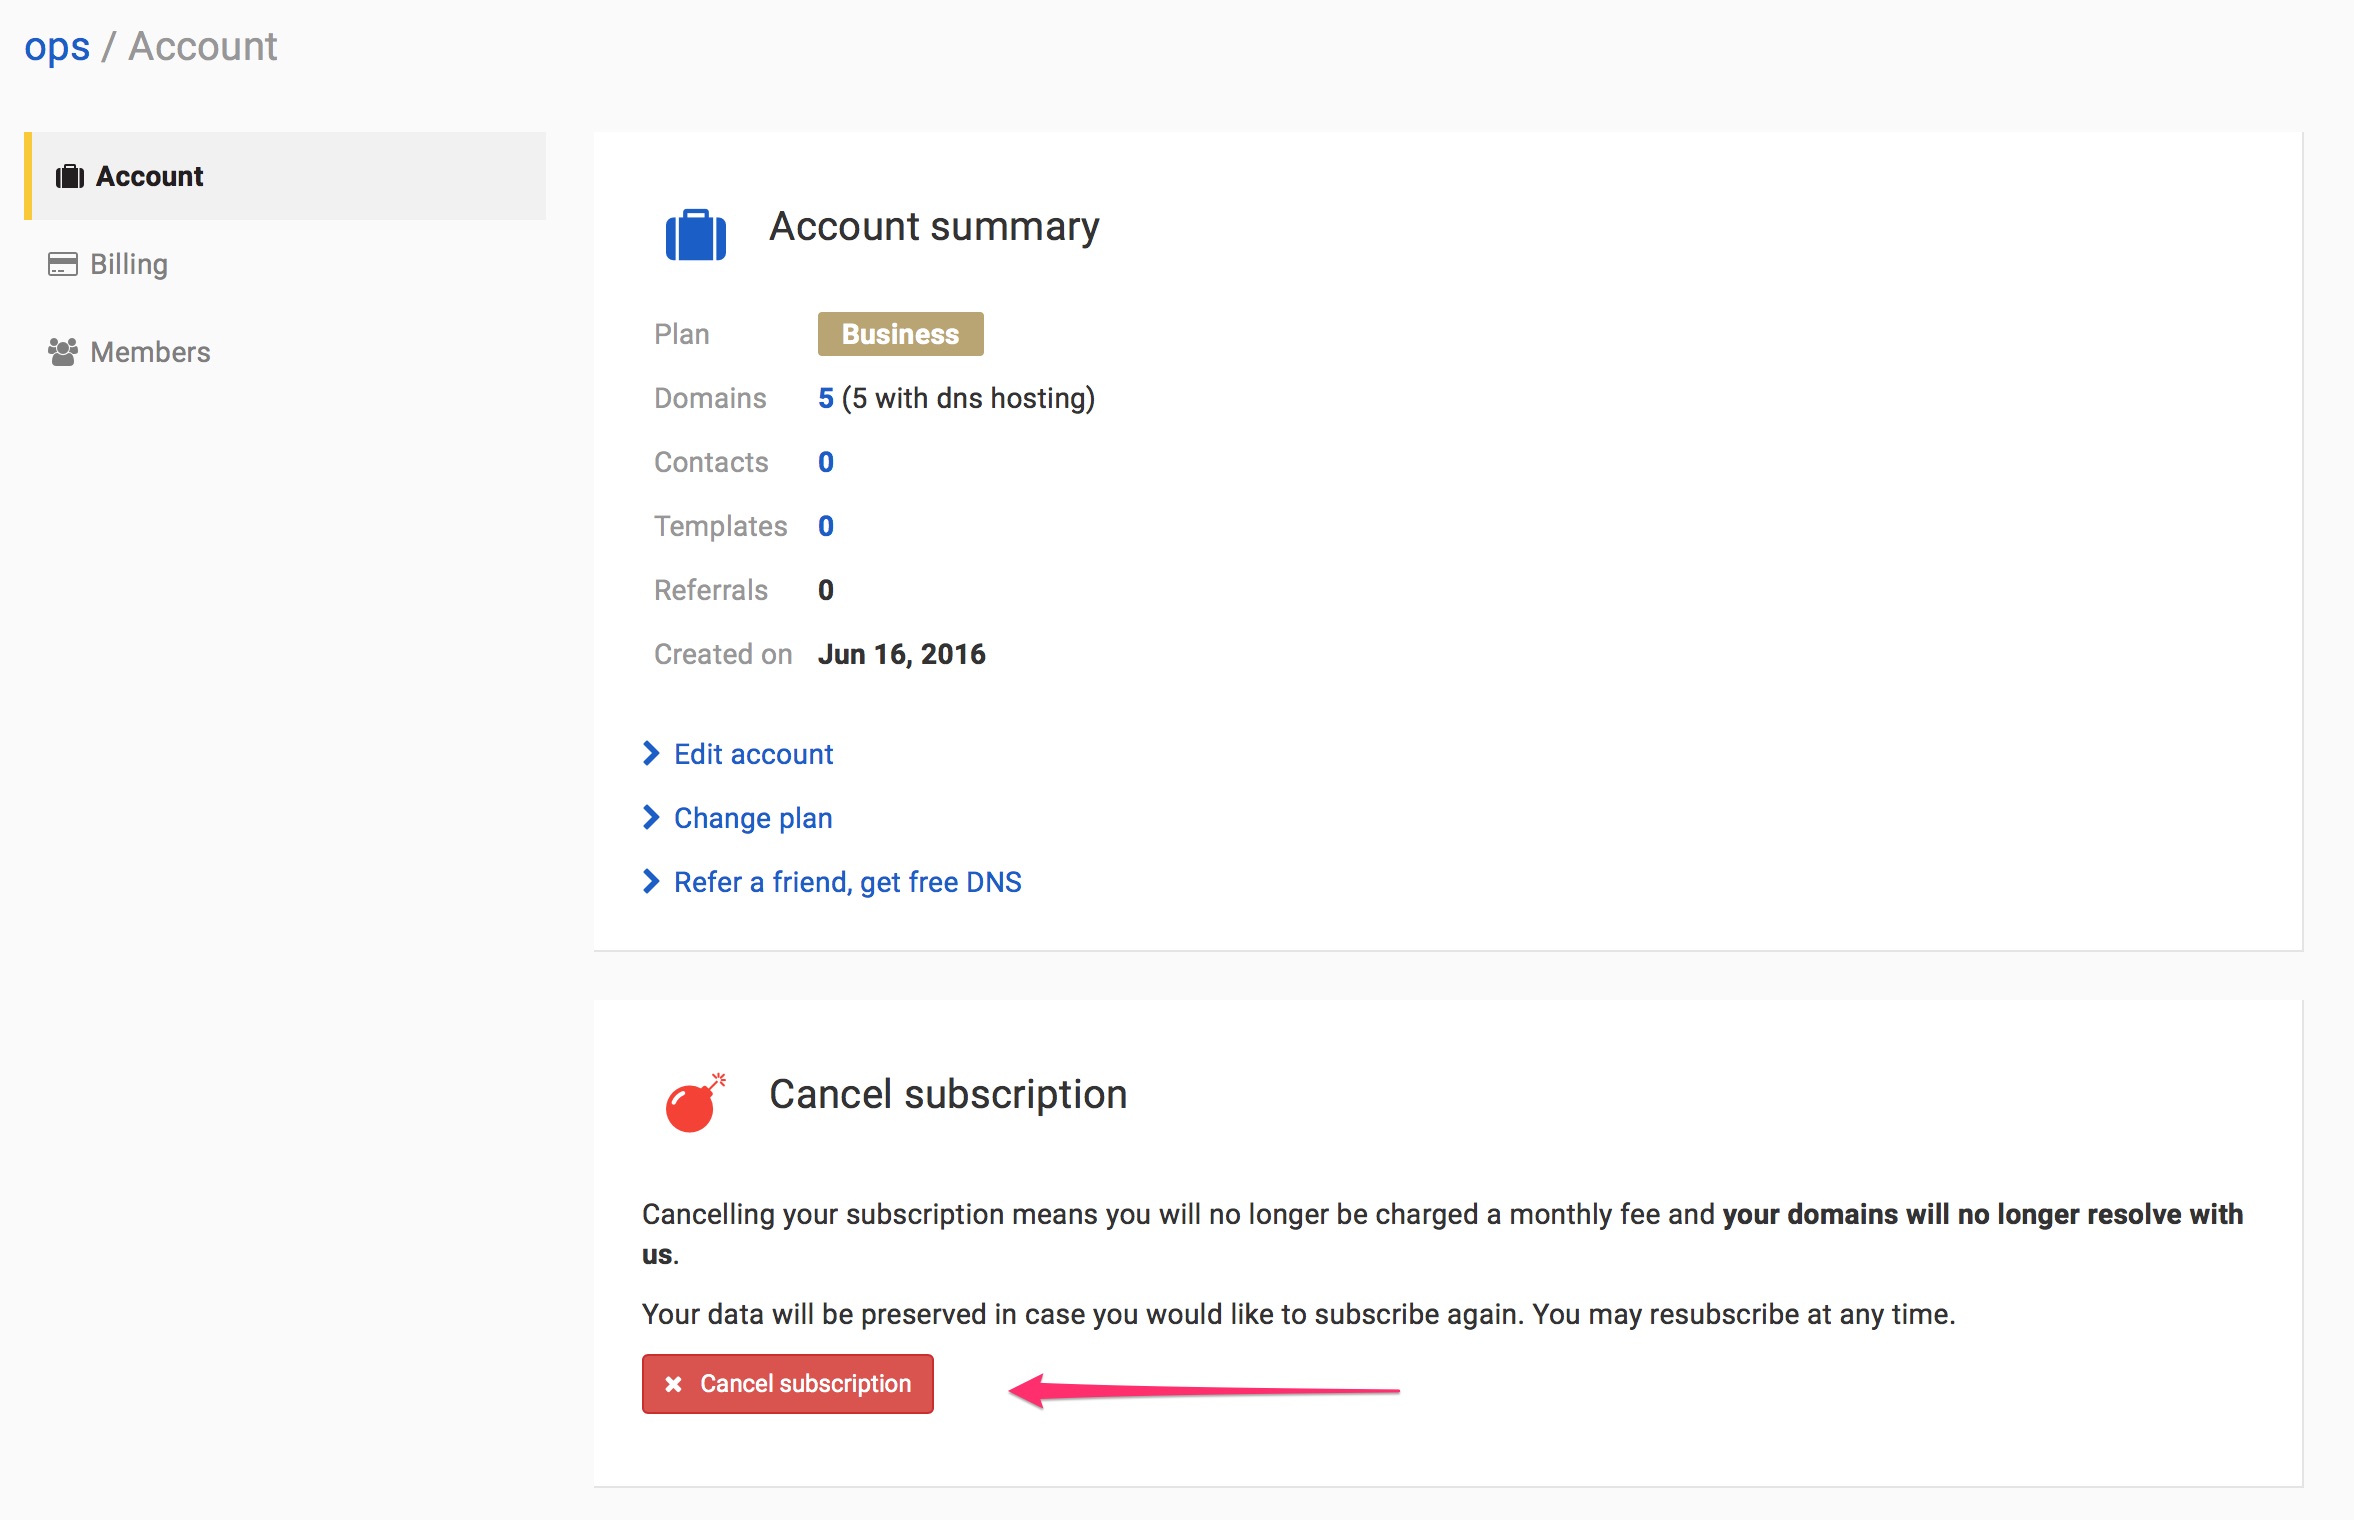 ops / Account
Account
Billing
Members
Account summary
Plan Business
Domains 5 (5 with dns hosting)
Contacts 0
Templates 0
Referrals 0
Created on Jun 16, 2016
Edit account
Change plan
Refer a friend, get free DNS
Cancel subscription
Cancelling your subscription means you will no longer be charged a monthly fee and your domains will no longer resolve with
us.
Your data will be preserved in case you would like to subscribe again. You may resubscribe at any time.
Cancel subscription